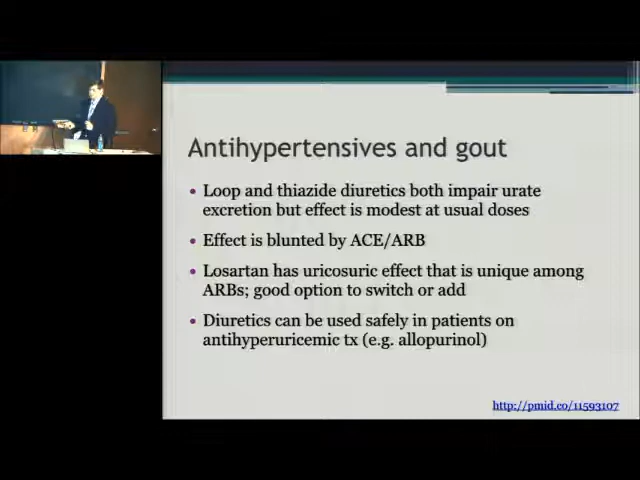 Antihypertensives and gout
• Loop and thiazide diuretics both impair urate
excretion but effect is modest at usual doses
• Effect is blunted by ACE/ARB
• Losartan has uricosuric effect that is unique among
ARBs; good option to switch or add
• Diuretics can be used safely in patients on
antihyperuricemic tx (e.g. allopurinol)
http://pmid.co/11593107